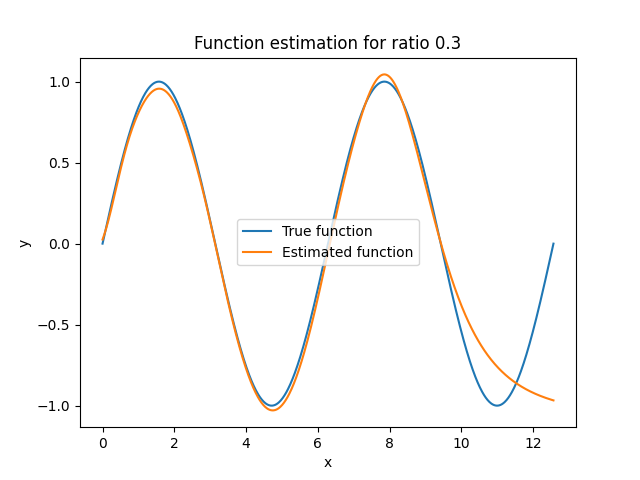 Function estimation for ratio 0.3
1.0
0.5
0.0
−0.5
−1.0
y
True function
Estimated function
0 2 4 6 8 10 12
x